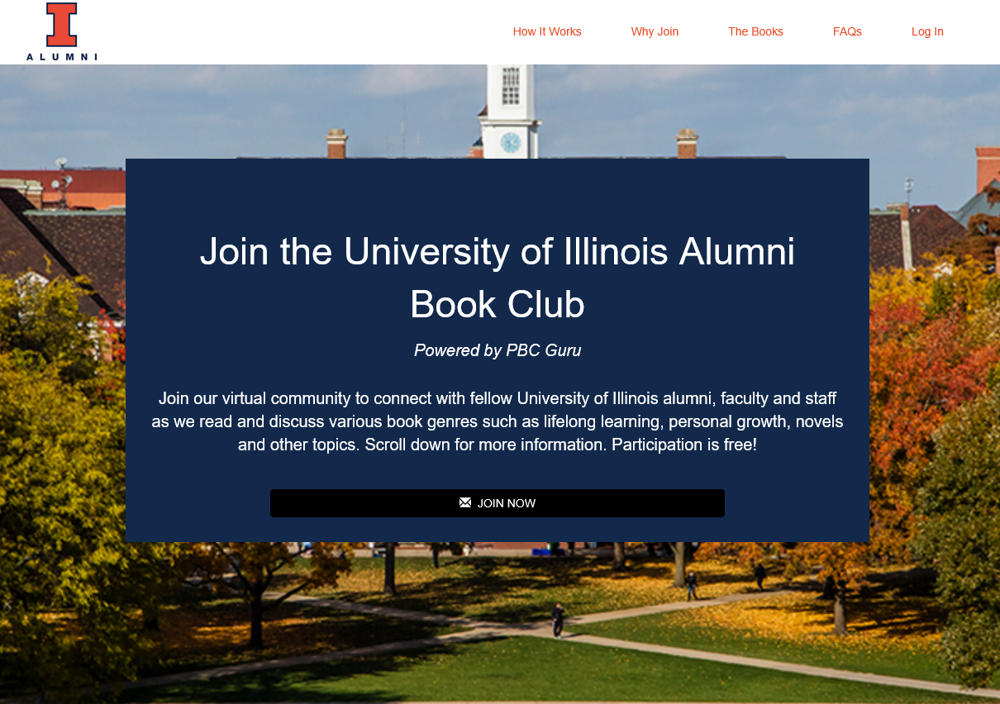 I
ALUMNI
How It Works Why Join The Books FAQs Log In
Join the University of Illinois Alumni
Book Club
Powered by PBC Guru
Join our virtual community to connect with fellow University of Illinois alumni, faculty and staff
as we read and discuss various book genres such as lifelong learning, personal growth, novels
and other topics. Scroll down for more information. Participation is free!
JOIN NOW